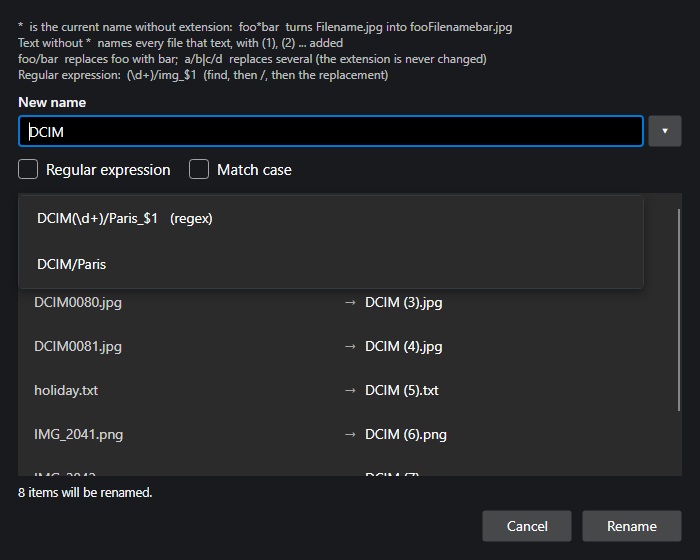 * is the current name without extension: foo*bar turns Filename.jpg into fooFilenamebar.jpg
Text without * names every file that text, with (1), (2) ... added
foo/bar replaces foo with bar; a/b|c/d replaces several (the extension is never changed)
Regular expression: (\d+)/img_$1 (find, then /, then the replacement)
New name
DCIM
Regular expression Match case
DCIM(\d+)/Paris_$1 (regex)
DCIM/Paris
DCIM0080.jpg → DCIM (3).jpg
DCIM0081.jpg → DCIM (4).jpg
holiday.txt → DCIM (5).txt
IMG_2041.png → DCIM (6).png
8 items will be renamed.
Cancel Rename